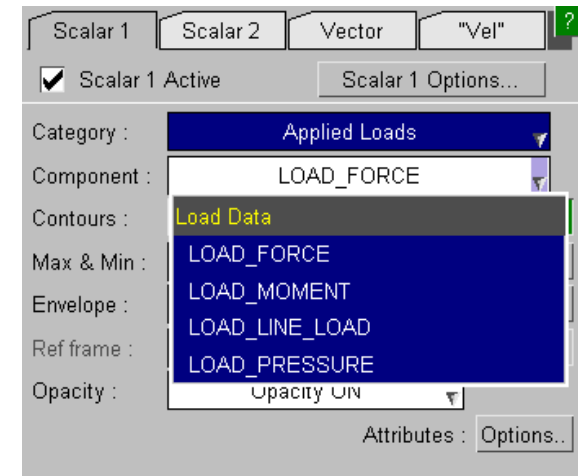 Scalar 1 Scalar 2 Vector "Vel" ?
Scalar 1 Active Scalar 1 Options...
Category : Applied Loads
Component : LOAD_FORCE
Contours : Load Data
LOAD_FORCE
Max & Min :
LOAD_MOMENT
Envelope :
LOAD_LINE_LOAD
Ref frame :
LOAD_PRESSURE
Opacity : Opacity ON
Attributes : Options..